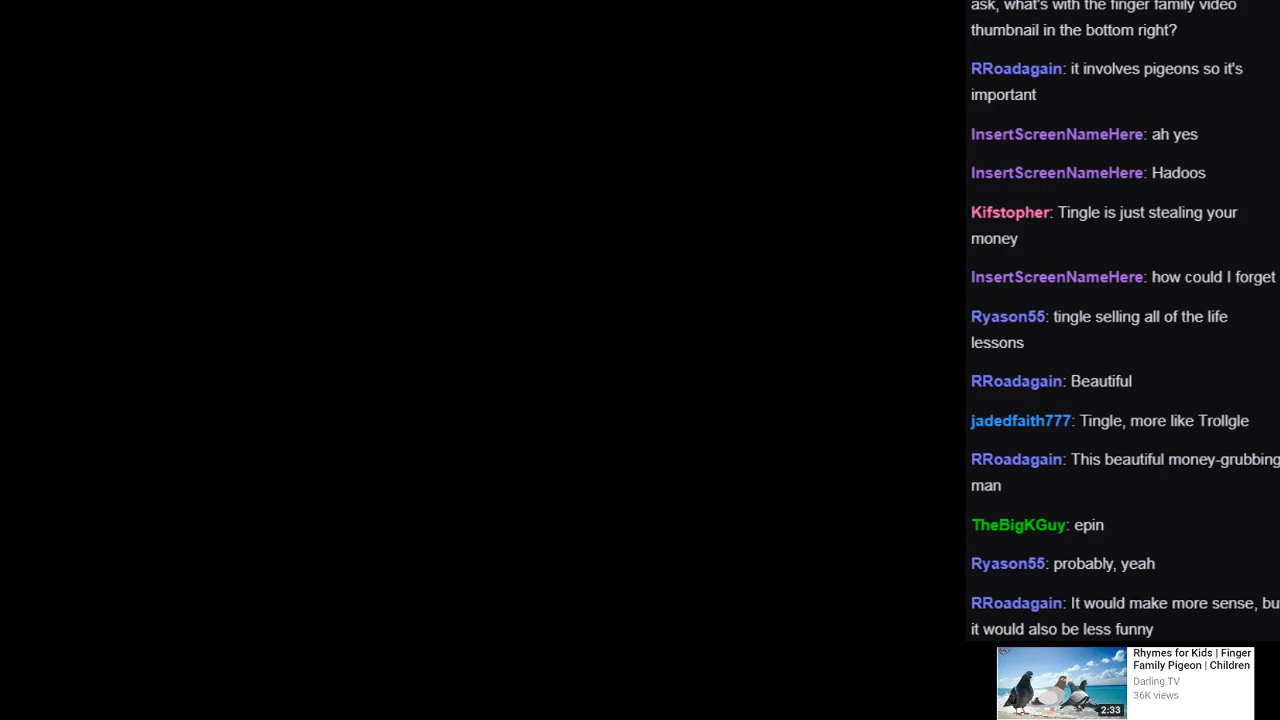 ask, what's with the finger family video
thumbnail in the bottom right?
RRoadagain: it involves pigeons so it's
important
InsertScreenNameHere: ah yes
InsertScreenNameHere: Hadoos
Kifstopher: Tingle is just stealing your
money
InsertScreenNameHere: how could I forget
Ryason55: tingle selling all of the life
lessons
RRoadagain: Beautiful
jadedfaith777: Tingle, more like Trollgle
RRoadagain: This beautiful money-grubbing
man
TheBigKGuy: epin
Ryason55: probably, yeah
RRoadagain: It would make more sense, but
it would also be less funny
Rhymes for Kids | Finger
Family Pigeon | Children
Darling TV
36K views
2:33